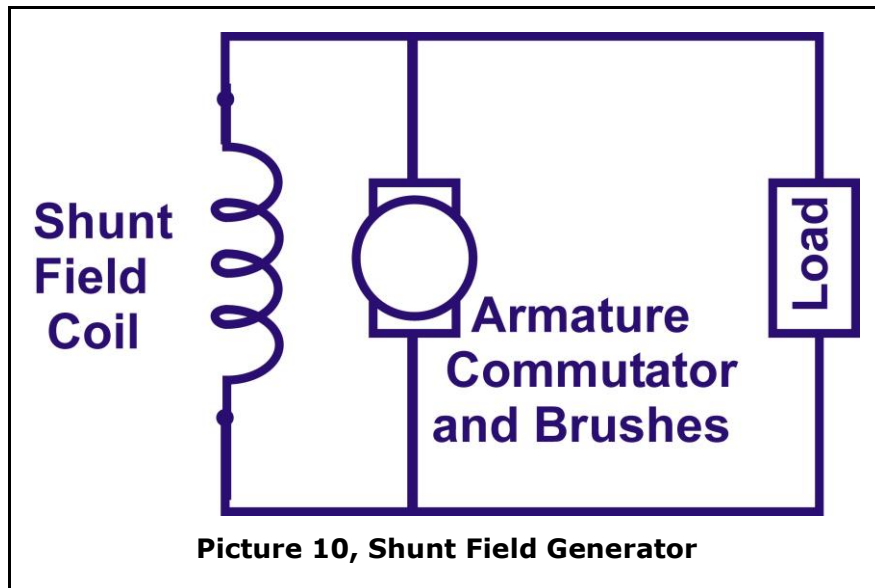 Shunt
Field
Coil
Armature
Commutator
and Brushes
Load
Picture 10, Shunt Field Generator